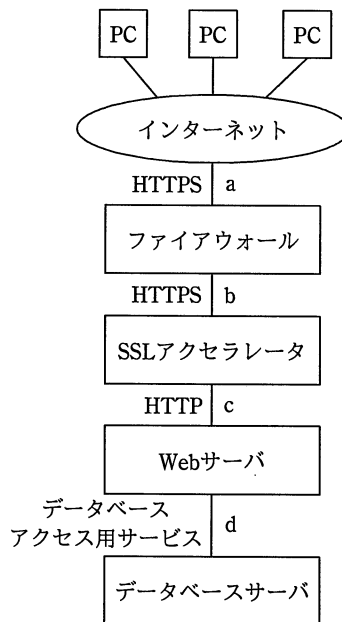 PC PC PC
インターネット
HTTPS a
ファイアウォール
HTTPS b
SSLアクセラレータ
HTTP c
Webサーバ
データベース
アクセス用サービス d
データベースサーバ